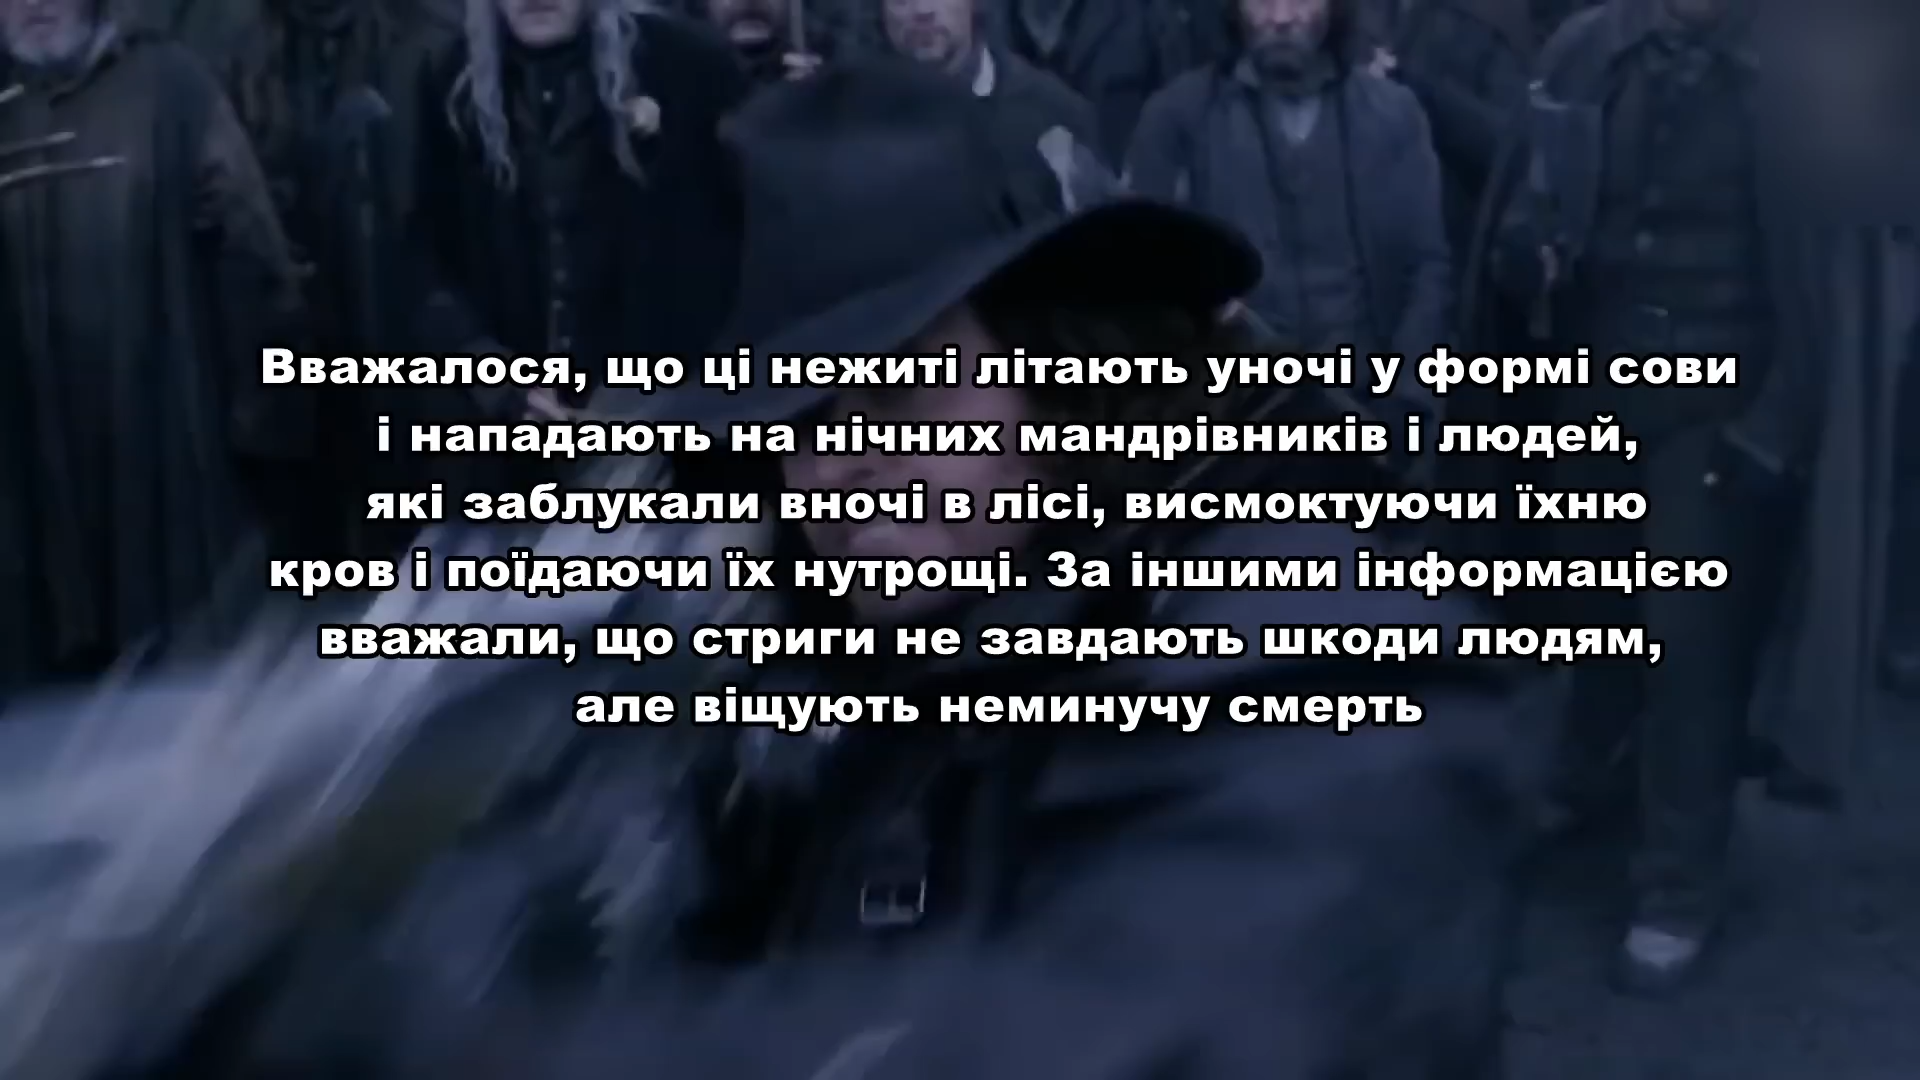 Вважалося, що ці нежиті літають уночі у формі сови
і нападають на нічних мандрівників і людей,
які заблукали вночі в лісі, висмоктуючи їхню
кров і поїдаючи їх нутрощі. За іншими інформацією
вважали, що стриги не завдають шкоди людям,
але віщують неминучу смерть